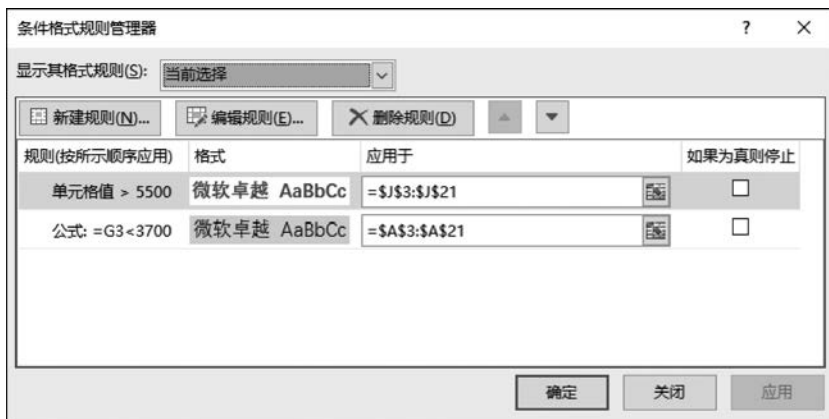 条件格式规则管理器 ? ×
显示其格式规则(S): 当前选择
新建规则(N)... 编辑规则(E)... 删除规则(D)
规则(按所示顺序应用) 格式 应用于 如果为真则停止
单元格值 > 5500 微软卓越 AaBbCc =$J$3:$J$21
公式: =G3<3700 微软卓越 AaBbCc =$A$3:$A$21
确定 关闭 应用